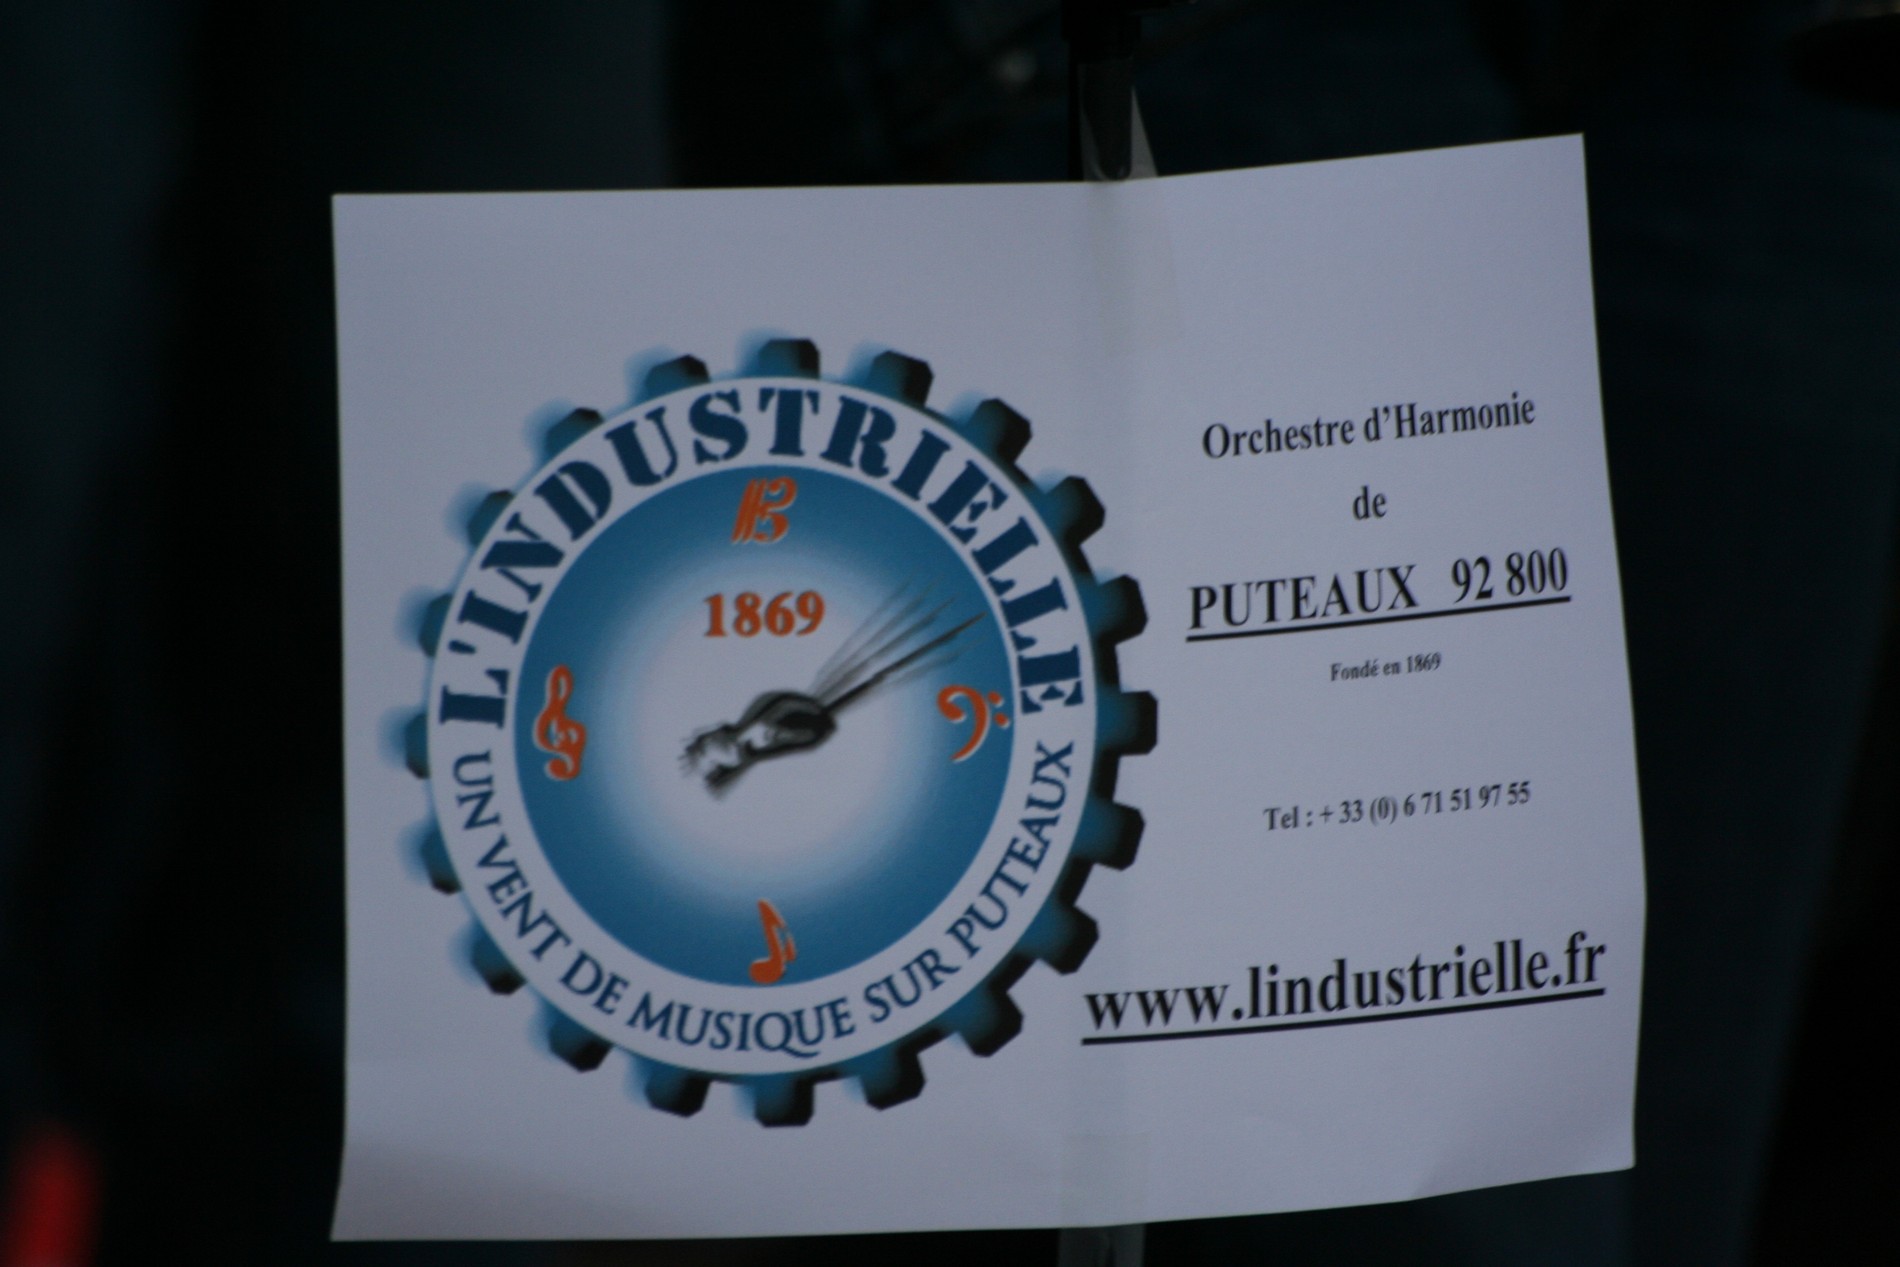 L'INDUSTRIELLE
1869
UN VENT DE MUSIQUE SUR PUTEAUX
Orchestre d'Harmonie
de
PUTEAUX 92 800
Fondé en 1869
Tel : + 33 (0) 6 71 51 97 55
www.lindustrielle.fr